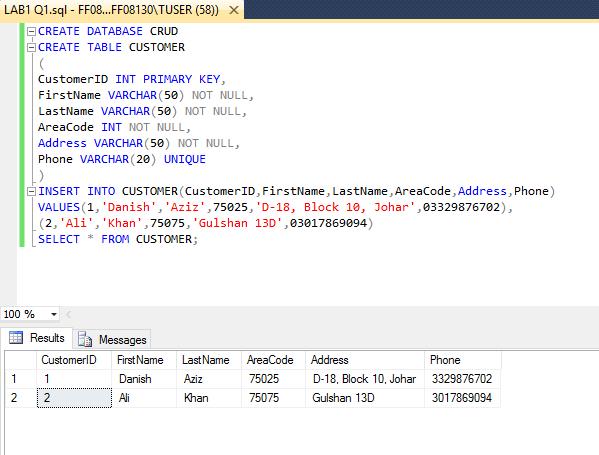 LAB1 Q1.sql - FF08...FF08130\TUSER (58))
CREATE DATABASE CRUD
CREATE TABLE CUSTOMER
(
CustomerID INT PRIMARY KEY,
FirstName VARCHAR(50) NOT NULL,
LastName VARCHAR(50) NOT NULL,
AreaCode INT NOT NULL,
Address VARCHAR(50) NOT NULL,
Phone VARCHAR(20) UNIQUE
)
INSERT INTO CUSTOMER(CustomerID,FirstName,LastName,AreaCode,Address,Phone)
VALUES(1,'Danish','Aziz',75025,'D-18, Block 10, Johar',03329876702),
(2,'Ali','Khan',75075,'Gulshan 13D',03017869094)
SELECT * FROM CUSTOMER;
100 %
Results Messages
CustomerID FirstName LastName AreaCode Address Phone
1 1 Danish Aziz 75025 D-18, Block 10, Johar 3329876702
2 2 Ali Khan 75075 Gulshan 13D 3017869094